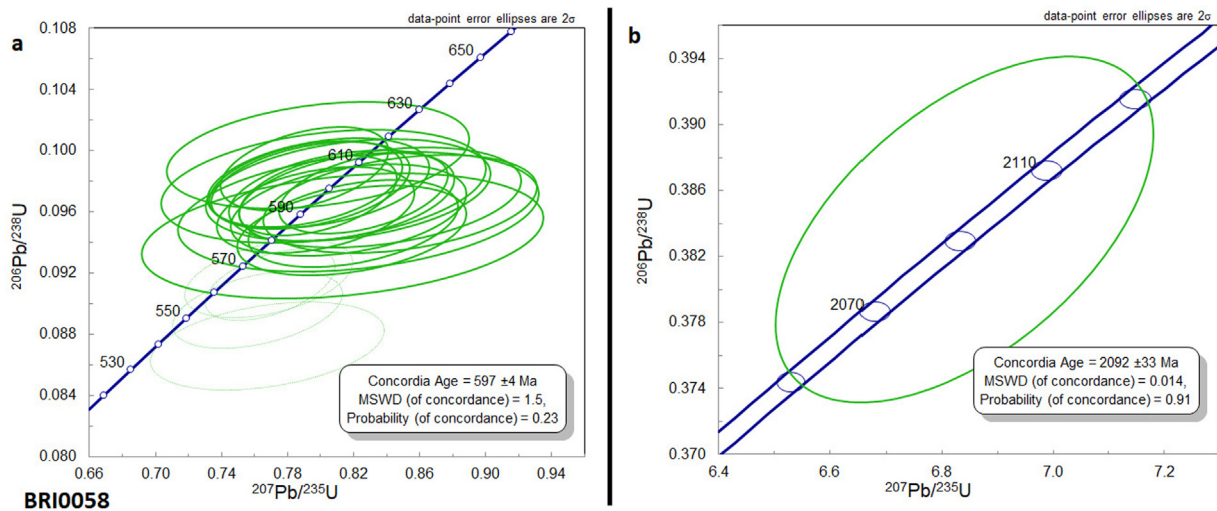 data-point error ellipses are 2σ
a
0.108
0.104
0.100
0.096
0.092
0.088
0.084
0.080
206Pb/238U
650
630
610
590
570
550
530
Concordia Age = 597 ±4 Ma
MSWD (of concordance) = 1.5,
Probability (of concordance) = 0.23
0.66 0.70 0.74 0.78 0.82 0.86 0.90 0.94
207Pb/235U
BRI0058
data-point error ellipses are 2σ
b
0.394
0.390
0.386
0.382
0.378
0.374
0.370
206Pb/238U
2110
2070
Concordia Age = 2092 ±33 Ma
MSWD (of concordance) = 0.014,
Probability (of concordance) = 0.91
6.4 6.6 6.8 7.0 7.2
207Pb/235U